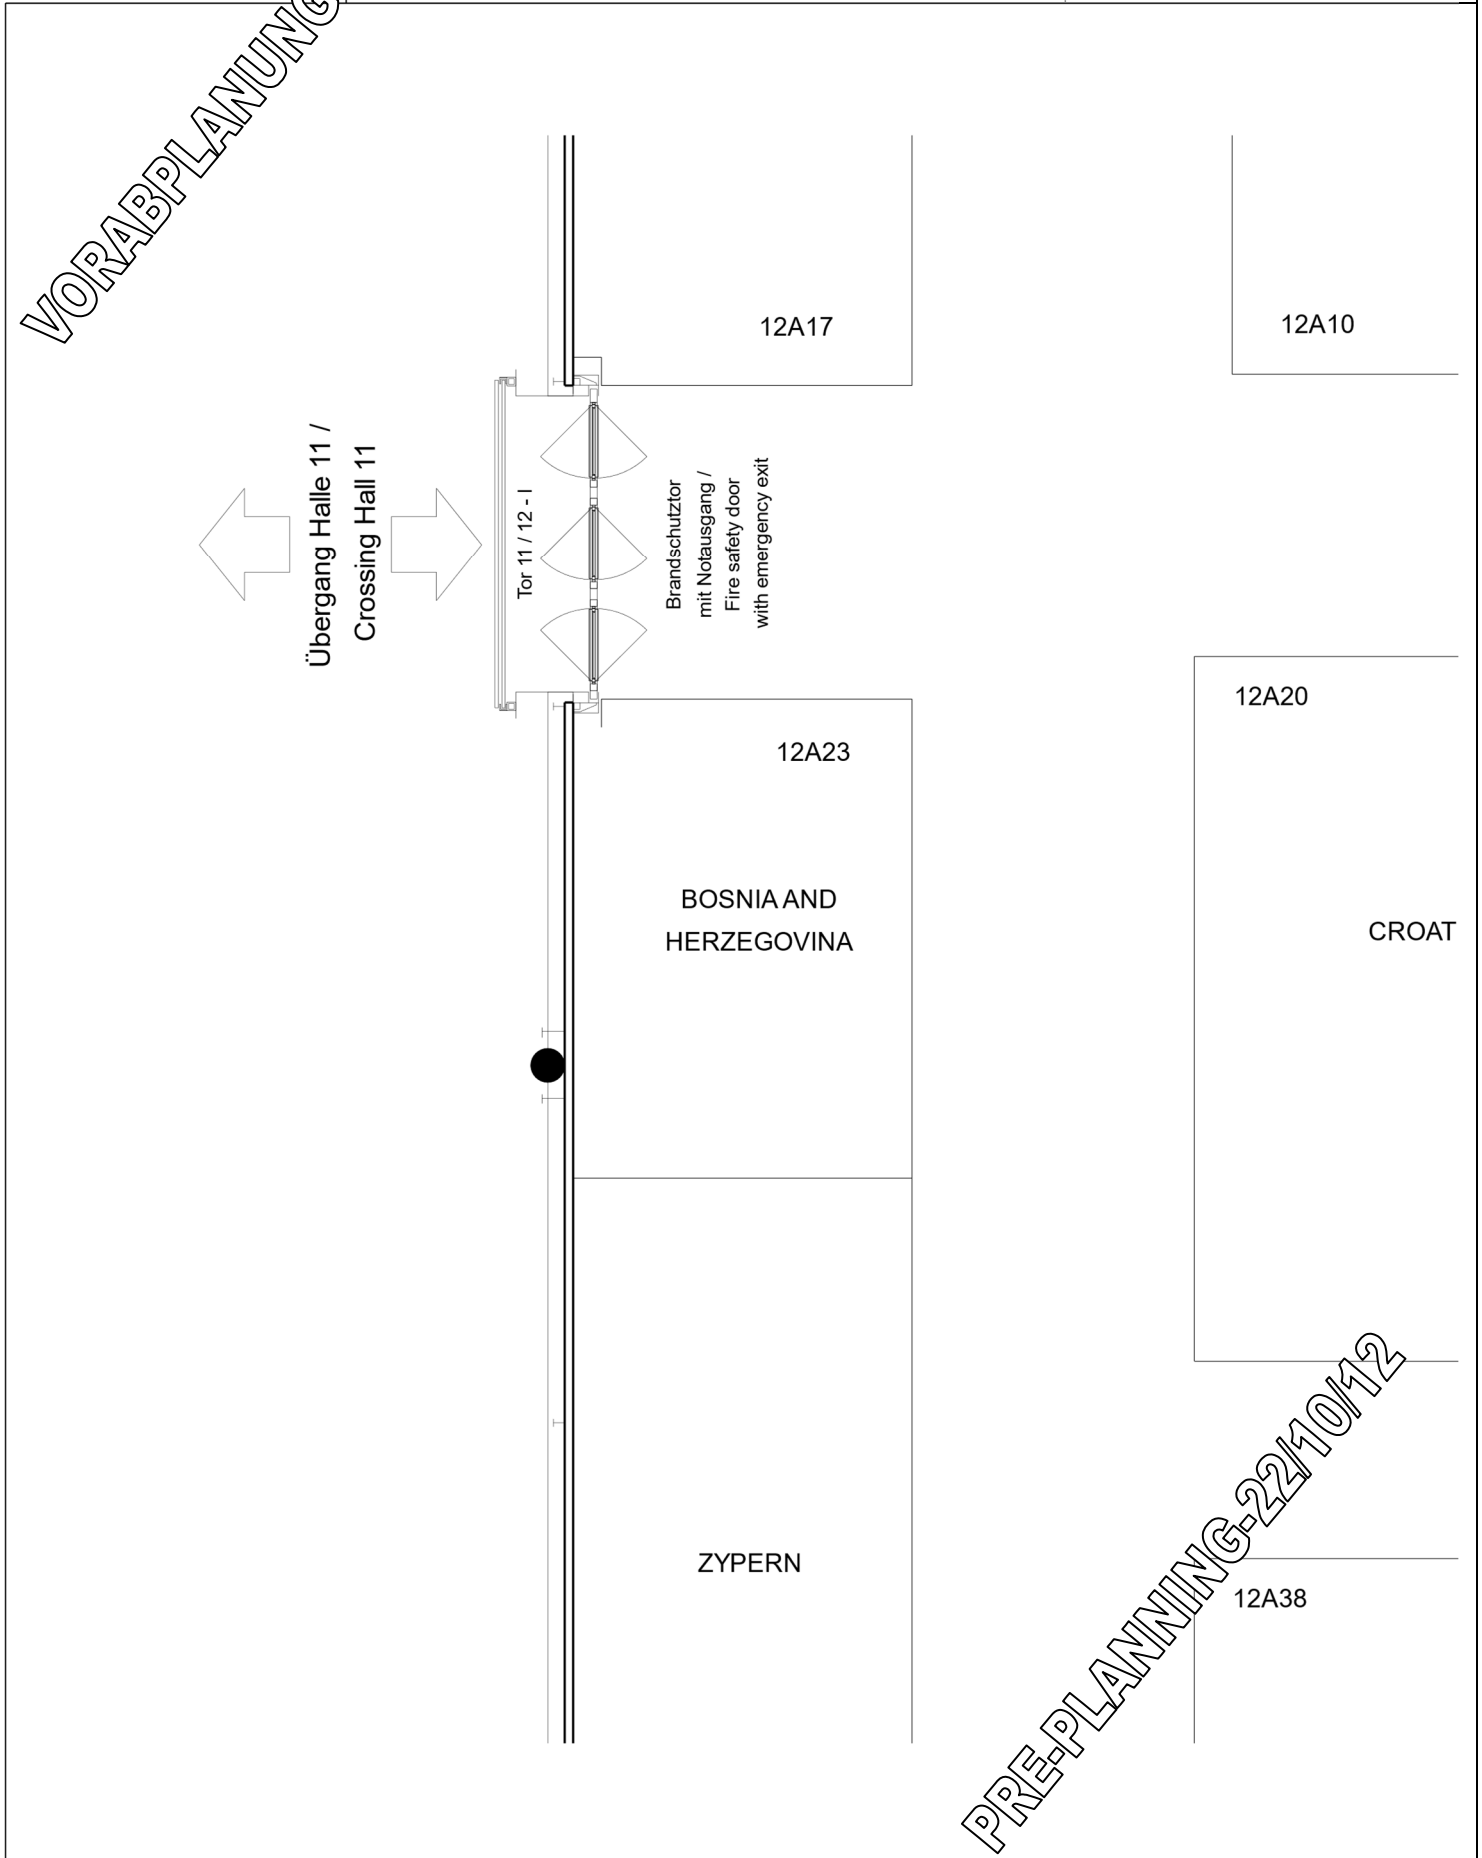 VORABPLANUNG
12A17
12A10
Übergang Halle 11 /
Crossing Hall 11
Tor 11 / 12 - I
Brandschutztor
mit Notausgang /
Fire safety door
with emergency exit
12A20
12A23
BOSNIA AND
HERZEGOVINA
CROAT
ZYPERN
12A38
PRE-PLANNING-22/10/12